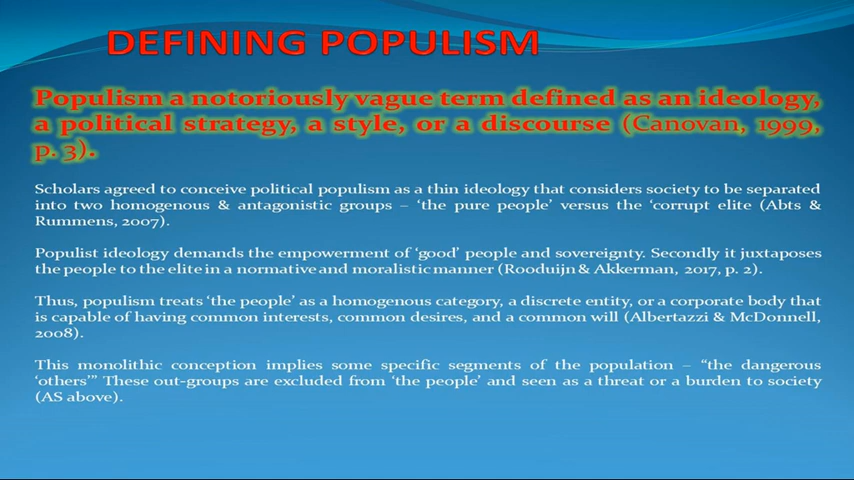 DEFINING POPULISM
Populism a notoriously vague term defined as an ideology,
a political strategy, a style, or a discourse (Canovan, 1999,
p. 3).
Scholars agreed to conceive political populism as a thin ideology that considers society to be separated
into two homogenous & antagonistic groups – ‘the pure people’ versus the ‘corrupt elite (Abts &
Rummens, 2007).
Populist ideology demands the empowerment of ‘good’ people and sovereignty. Secondly it juxtaposes
the people to the elite in a normative and moralistic manner (Rooduijn & Akkerman, 2017, p. 2).
Thus, populism treats ‘the people’ as a homogenous category, a discrete entity, or a corporate body that
is capable of having common interests, common desires, and a common will (Albertazzi & McDonnell,
2008).
This monolithic conception implies some specific segments of the population – “the dangerous
‘others’” These out-groups are excluded from ‘the people’ and seen as a threat or a burden to society
(AS above).